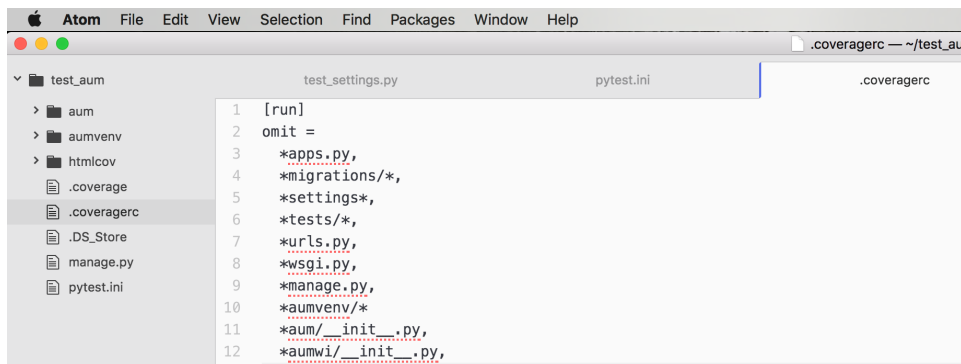 Atom File Edit View Selection Find Packages Window Help
.coveragerc — ~/test_au
test_aum
test_settings.py
pytest.ini
.coveragerc
aum
aumvenv
htmlcov
.coverage
.coveragerc
.DS_Store
manage.py
pytest.ini
1 [run]
2 omit =
3 *apps.py,
4 *migrations/*,
5 *settings*,
6 *tests/*,
7 *urls.py,
8 *wsgi.py,
9 *manage.py,
10 *aumvenv/*
11 *aum/__init__.py,
12 *aumwi/__init__.py,